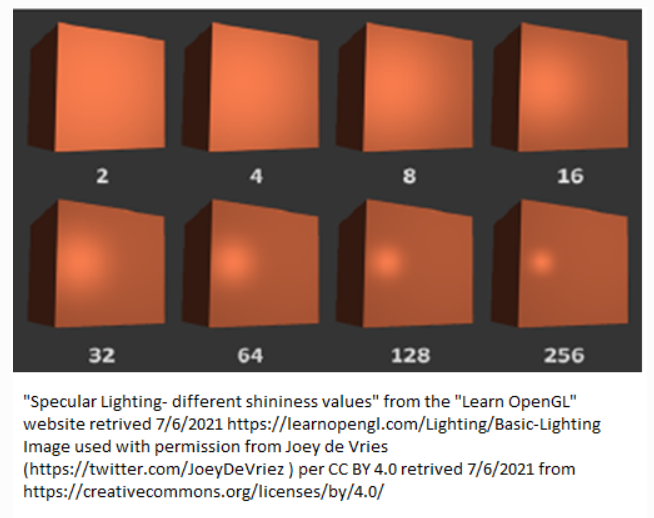 2 4 8 16
32 64 128 256
"Specular Lighting- different shininess values" from the "Learn OpenGL"
website retrived 7/6/2021 https://learnopengl.com/Lighting/Basic-Lighting
Image used with permission from Joey de Vries
(https://twitter.com/JoeyDeVriez ) per CC BY 4.0 retrived 7/6/2021 from
https://creativecommons.org/licenses/by/4.0/